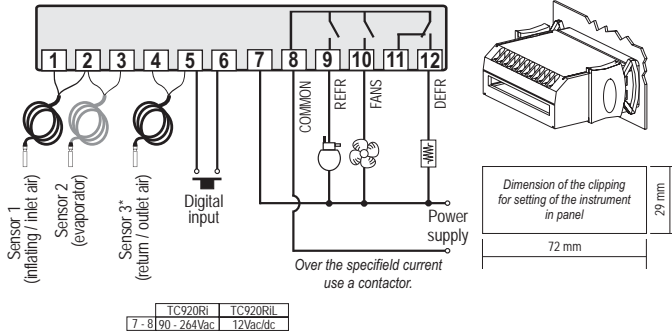 1 2 3 4 5 6 7 8 9 10 11 12
COMMON
REFR
FANS
DEFR
Sensor 1
(inflating / inlet air)
Sensor 2
(evaporator)
Sensor 3*
(return / outlet air)
Digital
input
Power
supply
Over the specifield current
use a contactor.
Dimension of the clipping
for setting of the instrument
in panel
29 mm
72 mm
TC920Ri TC920RiL
7 - 8 90 - 264Vac 12Vac/dc